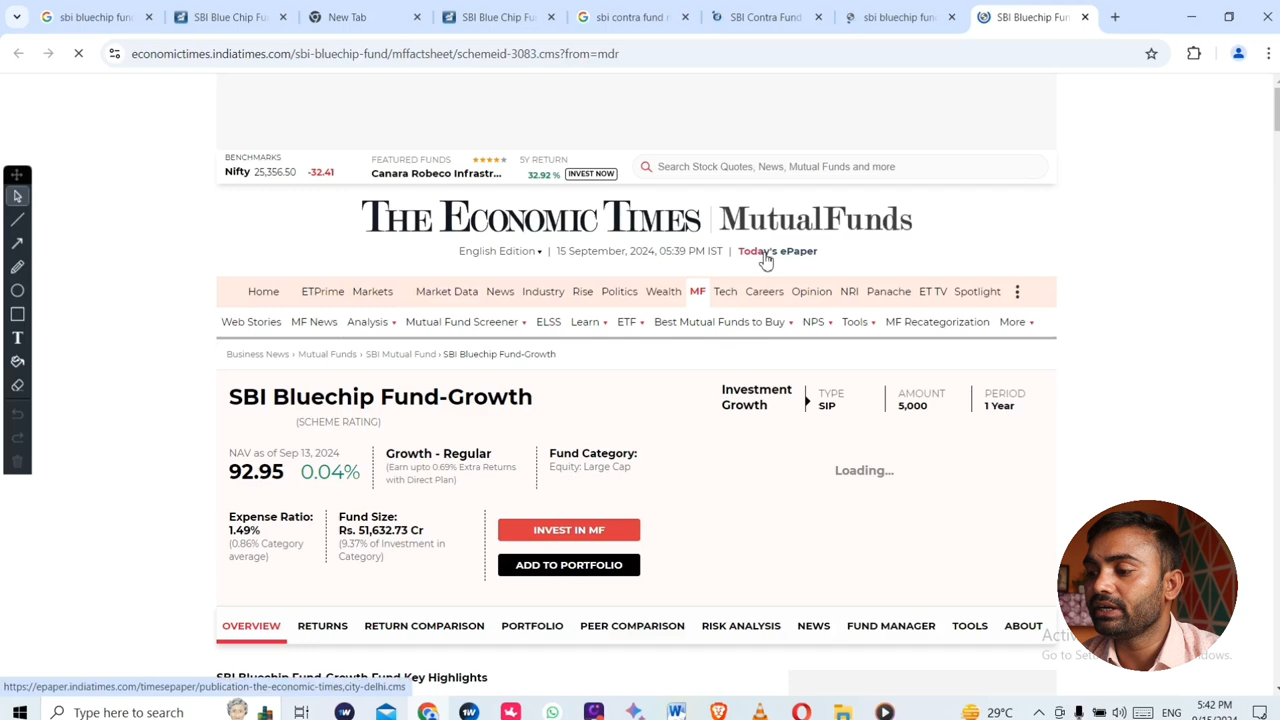 SBI Blue Chip Fu
SBI Blue Chip Fun
New Tab
SBI Blue Chip Fun
sbi contra fund r
SBI Contra Fund
sbi bluechip fund
SBI Bluechip Fun
economictimes.indiatimes.com/sbi-bluechip-fund/mffactsheet/schemeid-3083.cms?from=mdr
BENCHMARKS
Nifty 25,356.50 -32.41
FEATURED FUNDS ★★★★★
Canara Robeco Infrastr...
5Y RETURN
32.92 % INVEST NOW
Search Stock Quotes, News, Mutual Funds and more
THE ECONOMIC TIMES | MutualFunds
English Edition ▾ | 15 September, 2024, 05:39 PM IST | Today's ePaper
Home ETPrime Markets Market Data News Industry Rise Politics Wealth MF Tech Careers Opinion NRI Panache ET TV Spotlight
Web Stories MF News Analysis ▾ Mutual Fund Screener ▾ ELSS Learn ▾ ETF ▾ Best Mutual Funds to Buy ▾ NPS ▾ Tools ▾ MF Recategorization More ▾
Business News › Mutual Funds › SBI Mutual Fund › SBI Bluechip Fund-Growth
SBI Bluechip Fund-Growth
(SCHEME RATING)
Investment
Growth
TYPE
SIP
AMOUNT
5,000
PERIOD
1 Year
NAV as of Sep 13, 2024
92.95 0.04%
Growth - Regular
(Earn upto 0.69% Extra Returns
with Direct Plan)
Fund Category:
Equity: Large Cap
Loading...
Expense Ratio:
1.49%
(0.86% Category
average)
Fund Size:
Rs. 51,632.73 Cr
(9.37% of Investment in
Category)
INVEST IN MF
ADD TO PORTFOLIO
OVERVIEW RETURNS RETURN COMPARISON PORTFOLIO PEER COMPARISON RISK ANALYSIS NEWS FUND MANAGER TOOLS ABOUT
SBI Bluechip Fund-Growth Fund Key Highlights
https://epaper.indiatimes.com/timesepaper/publication-the-economic-times,city-delhi.cms
Type here to search
29°C
ENG
5:42 PM
9/15/2024